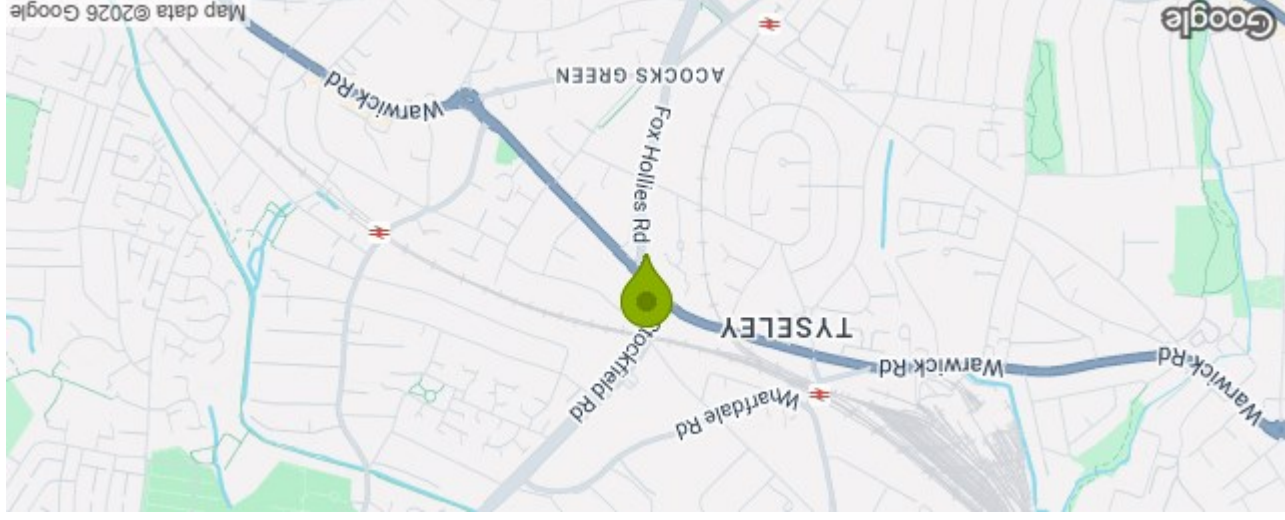 Warwick Rd
Warwick Rd
Wharfdale Rd
Stockfield Rd
TYSELEY
Fox Hollies Rd
ACOCKS GREEN
Warwick Rd
Google
Map data ©2026 Google